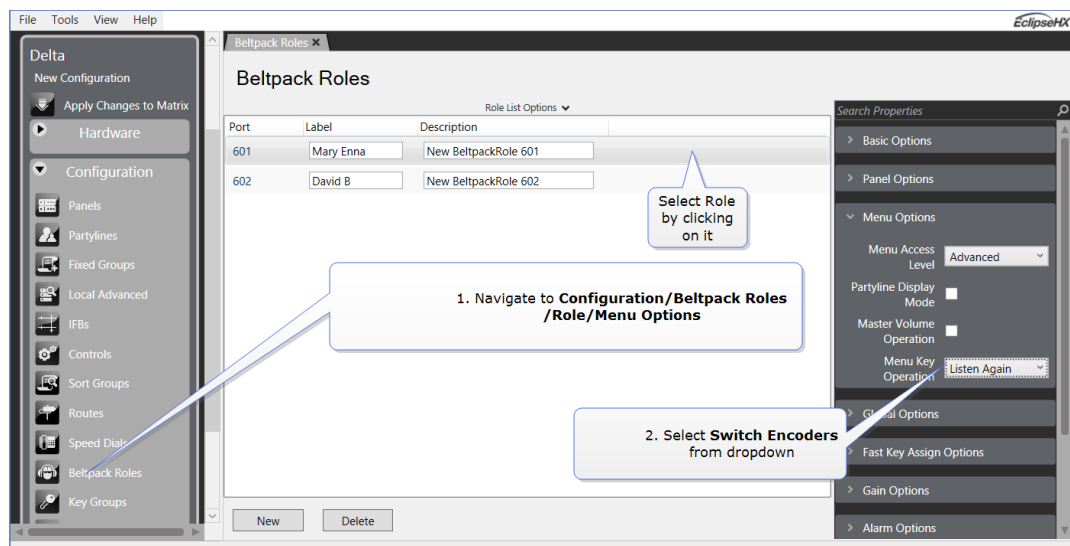 File Tools View Help
EclipseHX
Delta
New Configuration
Apply Changes to Matrix
Hardware
Configuration
Panels
Partylines
Fixed Groups
Local Advanced
IFBs
Controls
Sort Groups
Routes
Speed Dials
Beltpack Roles
Key Groups
Beltpack Roles
Beltpack Roles
Role List Options
Port Label Description
601 Mary Enna New BeltpackRole 601
602 David B New BeltpackRole 602
Select Role
by clicking
on it
1. Navigate to Configuration/Beltpack Roles
/Role/Menu Options
2. Select Switch Encoders
from dropdown
New Delete
Search Properties
Basic Options
Panel Options
Menu Options
Menu Access
Level
Advanced
Partyline Display
Mode
Master Volume
Operation
Menu Key
Operation
Listen Again
Global Options
Fast Key Assign Options
Gain Options
Alarm Options